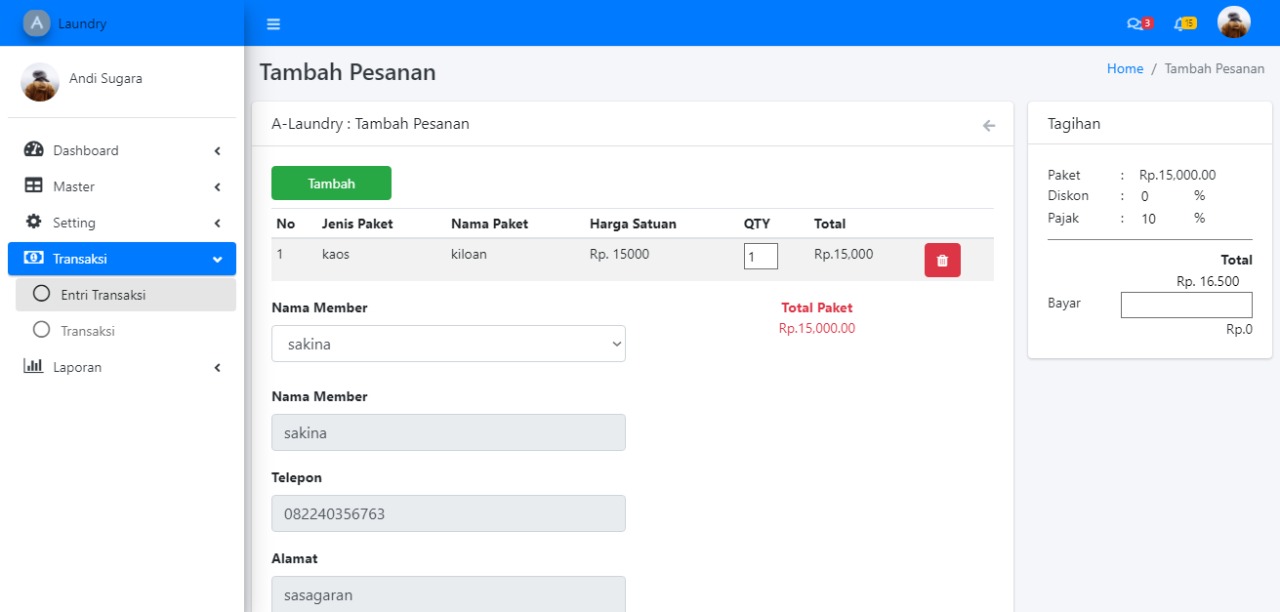 A Laundry
3
15
Andi Sugara
Tambah Pesanan
Home / Tambah Pesanan
Dashboard
Master
Setting
Transaksi
Entri Transaksi
Transaksi
Laporan
A-Laundry : Tambah Pesanan
Tambah
No Jenis Paket Nama Paket Harga Satuan QTY Total
1 kaos kiloan Rp. 15000 1 Rp.15,000
Nama Member
sakina
Total Paket
Rp.15,000.00
Nama Member
sakina
Telepon
082240356763
Alamat
sasagaran
Tagihan
Paket : Rp.15,000.00
Diskon : 0 %
Pajak : 10 %
Total
Rp. 16.500
Bayar
Rp.0